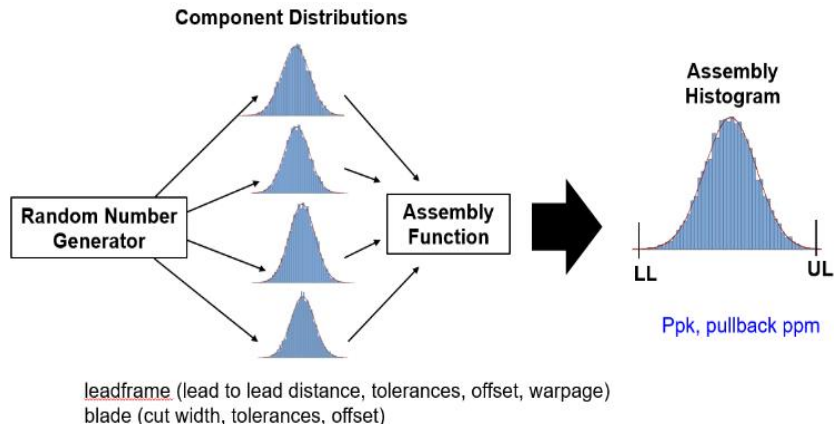 Component Distributions
Random Number
Generator
Assembly
Function
Assembly
Histogram
LL
UL
Ppk, pullback ppm
leadframe (lead to lead distance, tolerances, offset, warpage)
blade (cut width, tolerances, offset)